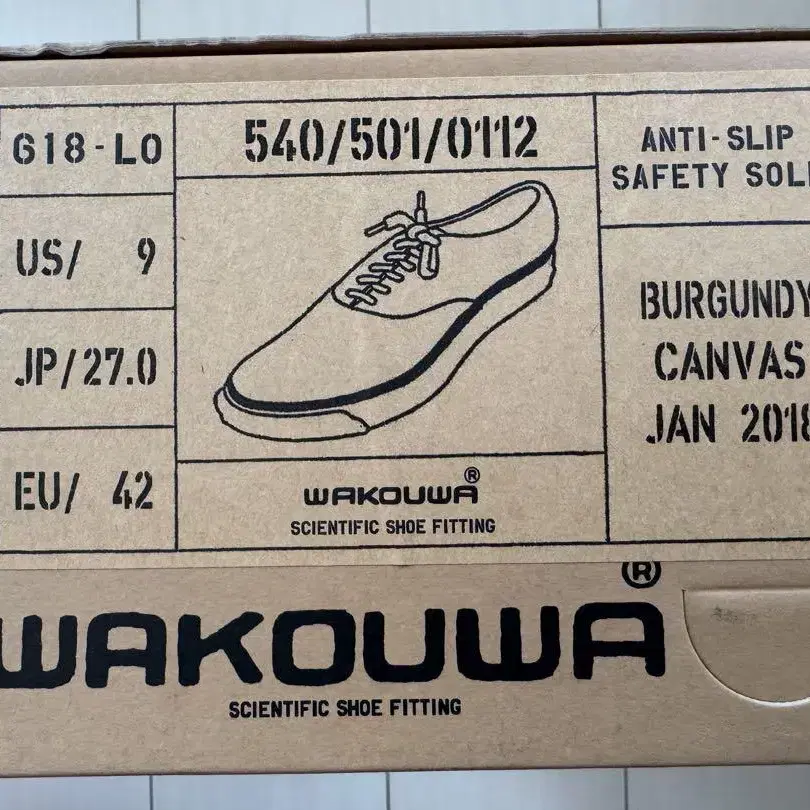 618-LO
US/ 9
JP/27.0
EU/ 42
540/501/0112
WAKOUWA®
SCIENTIFIC SHOE FITTING
ANTI-SLIP
SAFETY SOL
BURGUNDY
CANVAS
JAN 2018
WAKOUWA®
SCIENTIFIC SHOE FITTING